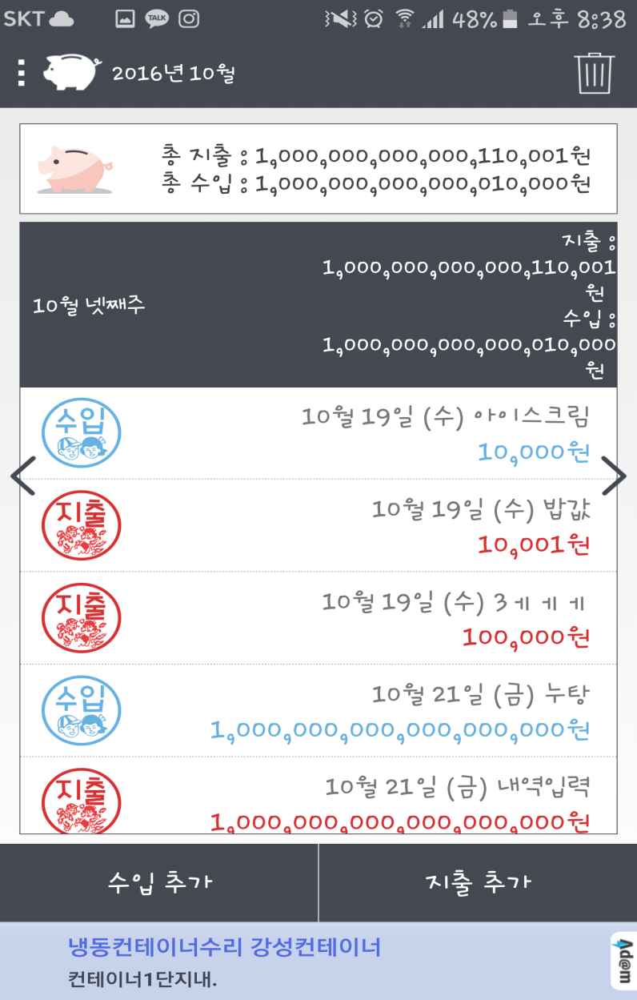 SKT TALK 48% 오후 8:38
2016년 10월
총 지출 : 1,000,000,000,000,110,001원
총 수입 : 1,000,000,000,000,010,000원
지출 :
1,000,000,000,000,110,001
원
10월 넷째주
수입 :
1,000,000,000,000,010,000
원
수입
10월 19일 (수) 아이스크림
10,000원
지출
10월 19일 (수) 밥값
10,001원
지출
10월 19일 (수) 3ㅔ ㅔ ㅔ
100,000원
수입
10월 21일 (금) 누탕
1,000,000,000,000,000,000원
지출
10월 21일 (금) 내역입력
1,000,000,000,000,000,000원
수입 추가
지출 추가
냉동컨테이너수리 강성컨테이너
컨테이너1단지내.
Ad@m